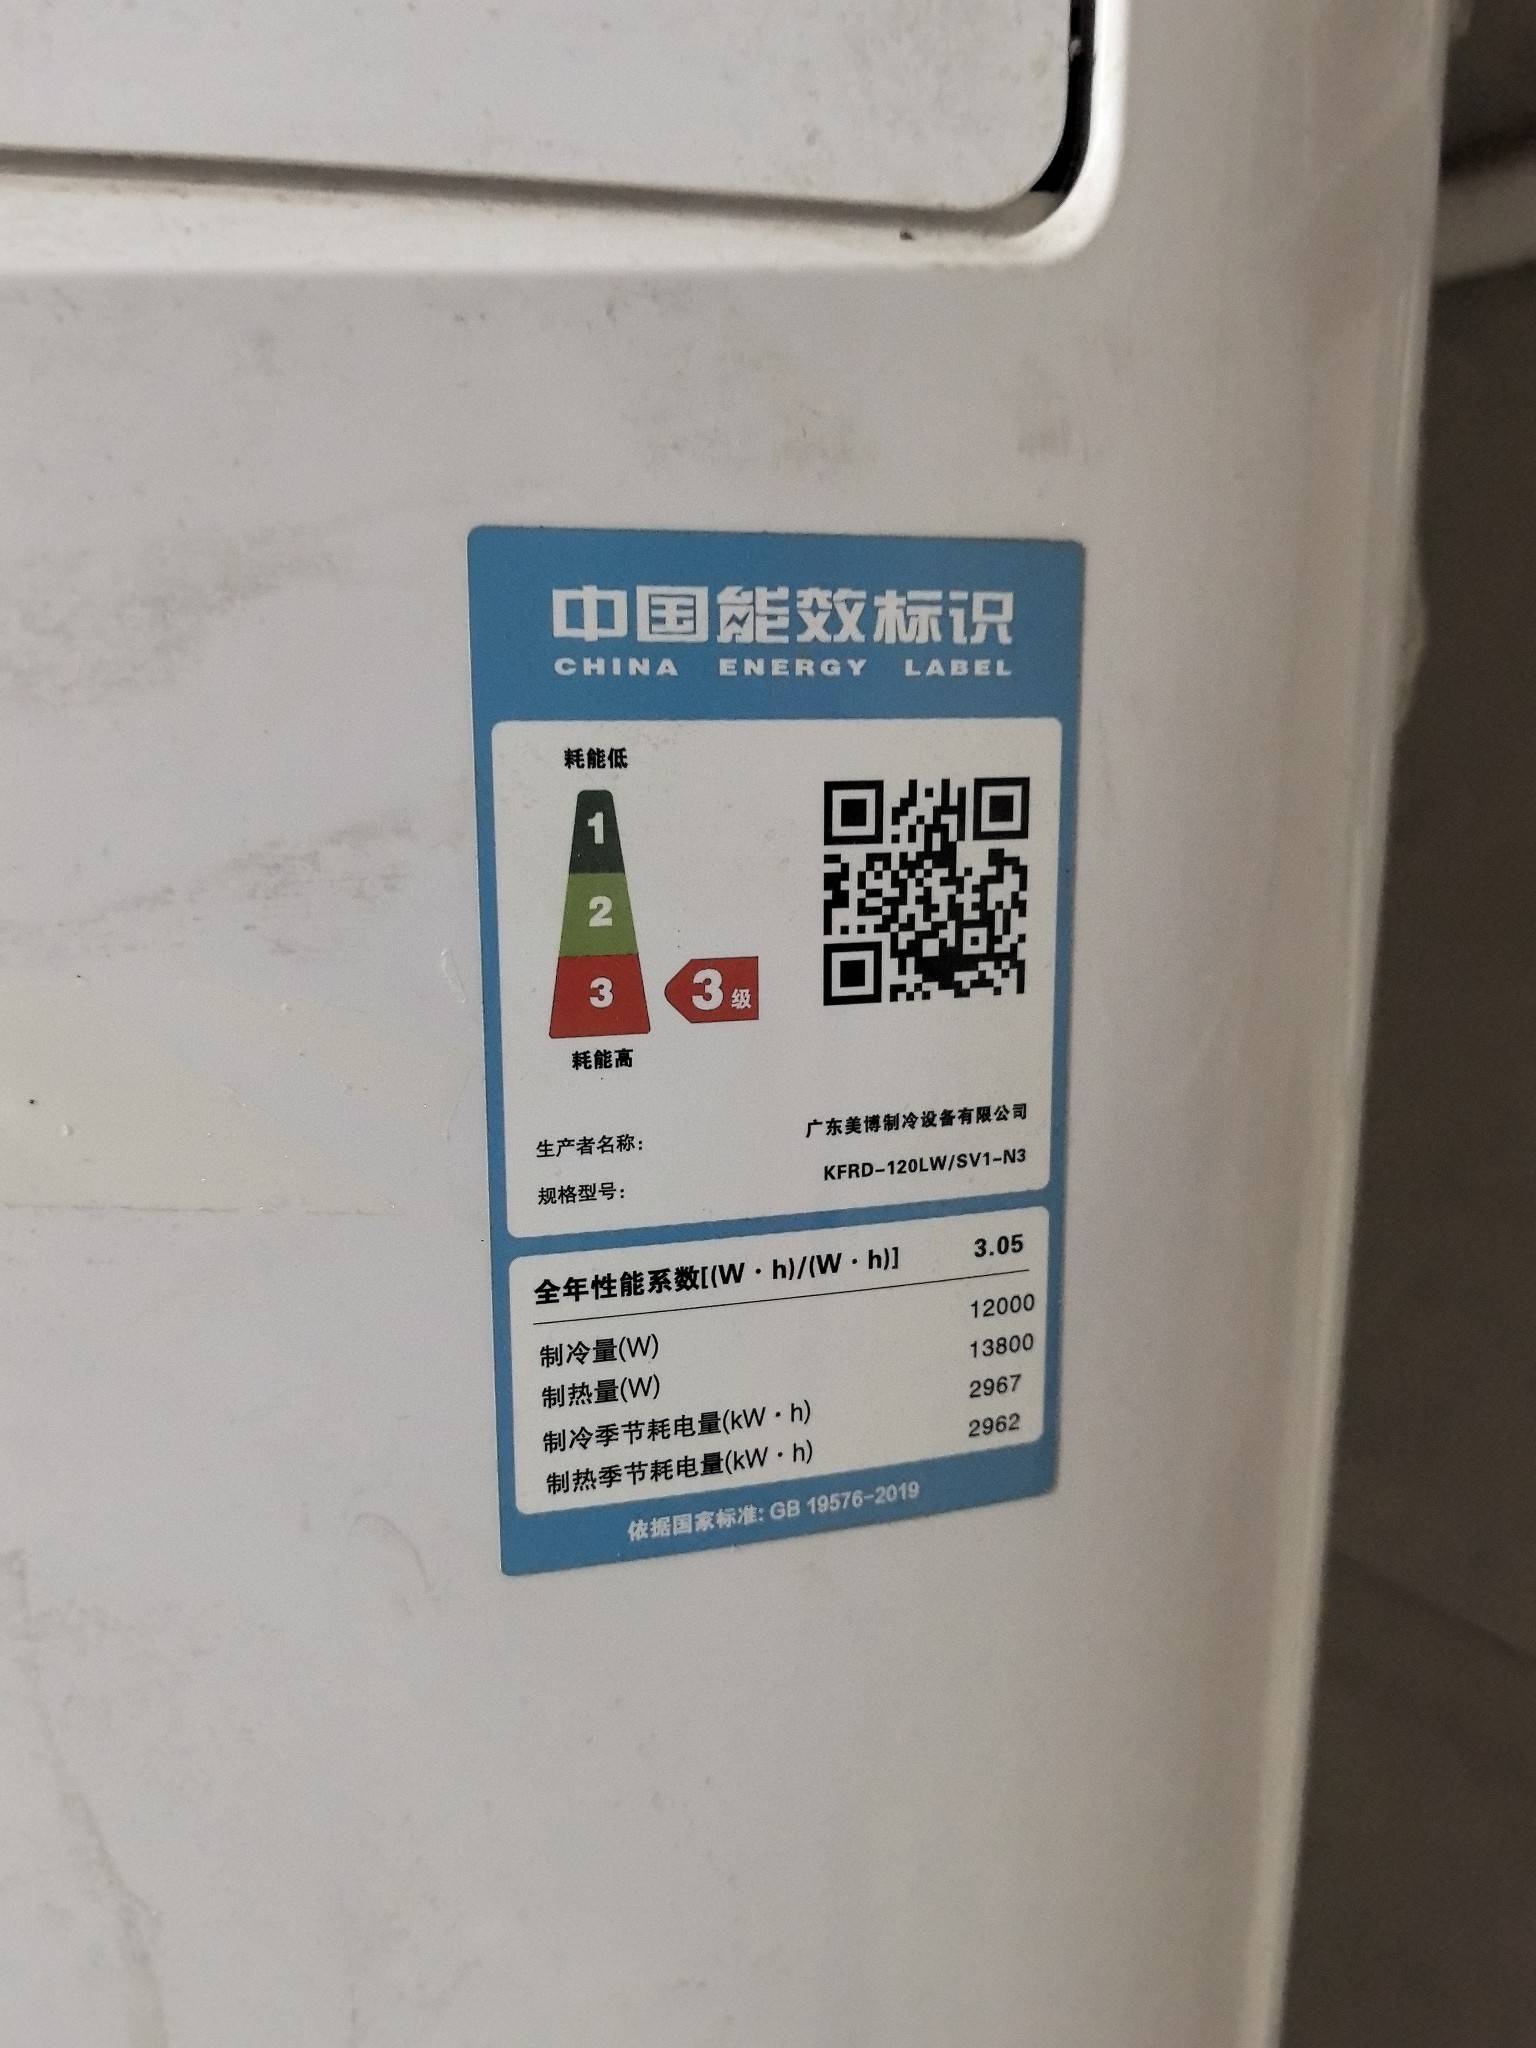 中国能效标识
CHINA ENERGY LABEL
耗能低
1
2
3
3级
耗能高
生产者名称: 广东美博制冷设备有限公司
规格型号: KFRD-120LW/SV1-N3
全年性能系数[(W·h)/(W·h)] 3.05
制冷量(W) 12000
制热量(W) 13800
制冷季节耗电量(kW·h) 2967
制热季节耗电量(kW·h) 2962
依据国家标准: GB 19576-2019